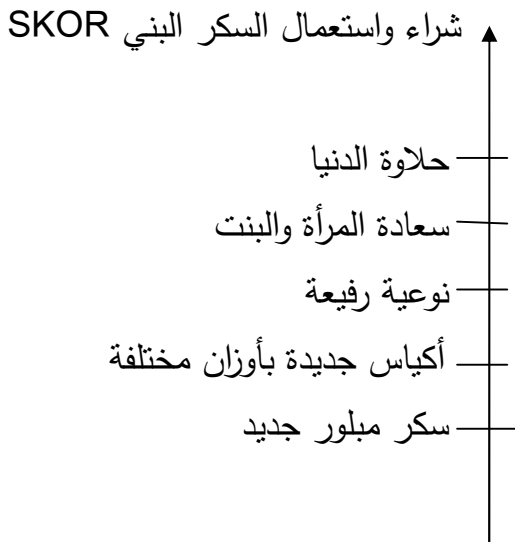 شراء واستعمال السكر البني SKOR
حلاوة الدنيا
سعادة المرأة والبنت
نوعية رفيعة
أكياس جديدة بأوزان مختلفة
سكر مبلور جديد